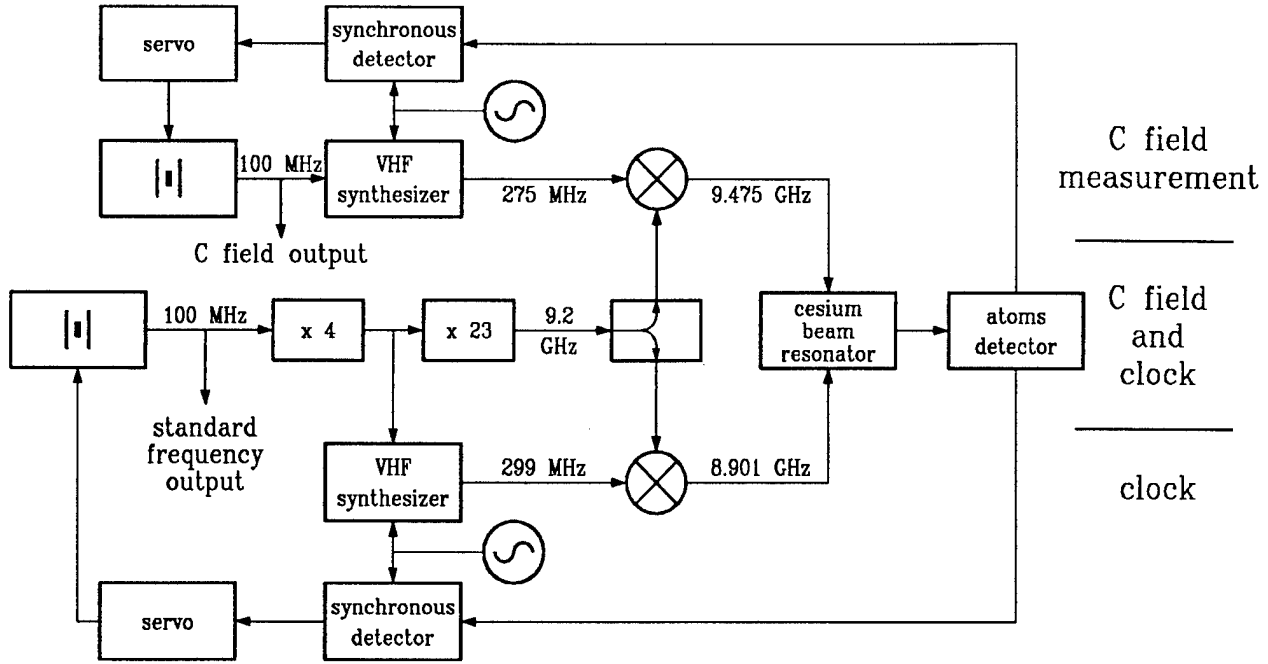 servo
synchronous
detector
100 MHz
VHF
synthesizer
275 MHz
9.475 GHz
C field output
C field
measurement
100 MHz
x 4
x 23
9.2
GHz
cesium
beam
resonator
atoms
detector
C field
and
clock
standard
frequency
output
VHF
synthesizer
299 MHz
8.901 GHz
clock
servo
synchronous
detector